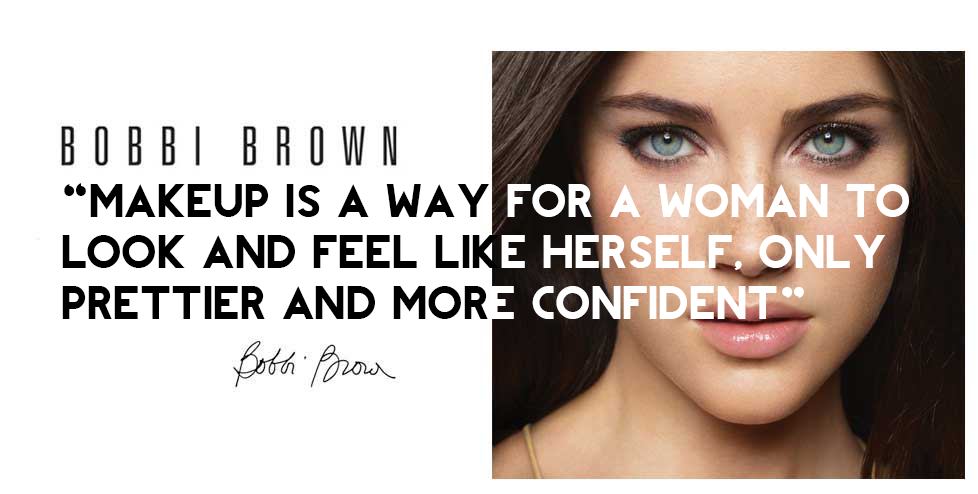 BOBBI BROWN
“MAKEUP IS A WAY FOR A WOMAN TO
LOOK AND FEEL LIKE HERSELF, ONLY
PRETTIER AND MORE CONFIDENT”
Bobbi Brown